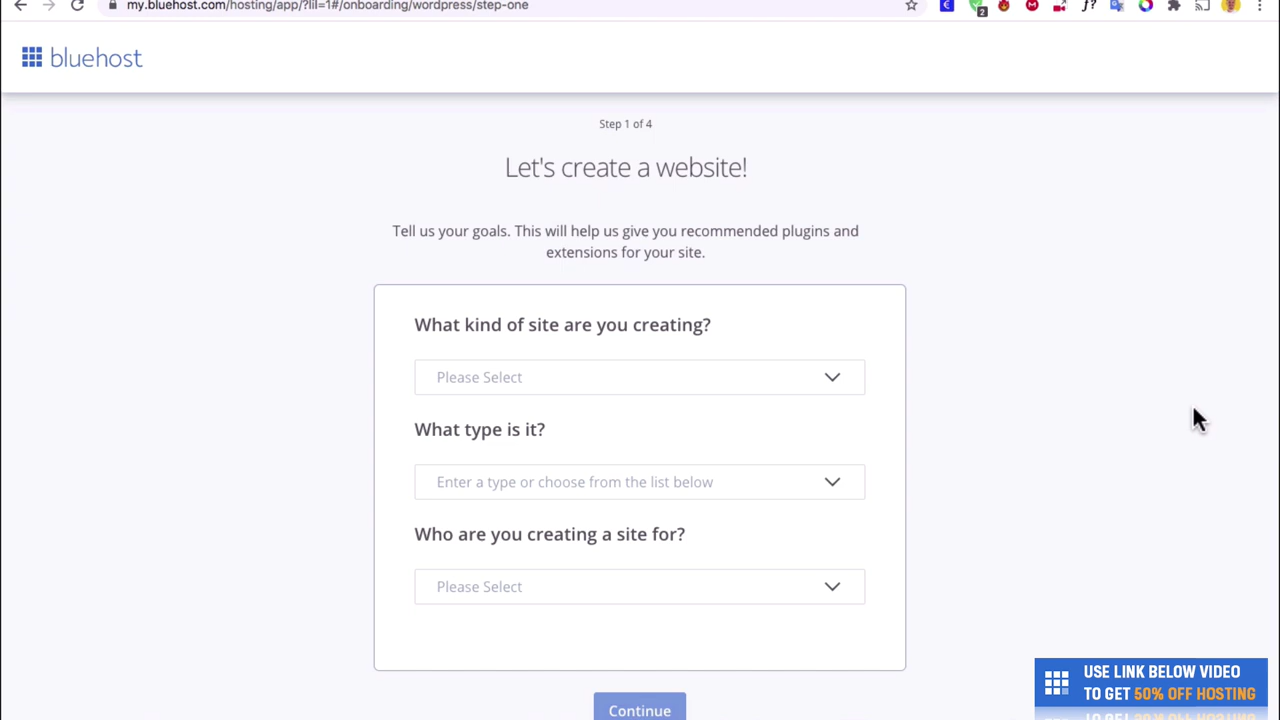 my.bluehost.com/hosting/app/?lil=1#/onboarding/wordpress/step-one
2
bluehost
Step 1 of 4
Let's create a website!
Tell us your goals. This will help us give you recommended plugins and
extensions for your site.
What kind of site are you creating?
Please Select
What type is it?
Enter a type or choose from the list below
Who are you creating a site for?
Please Select
Continue
USE LINK BELOW VIDEO
TO GET 50% OFF HOSTING